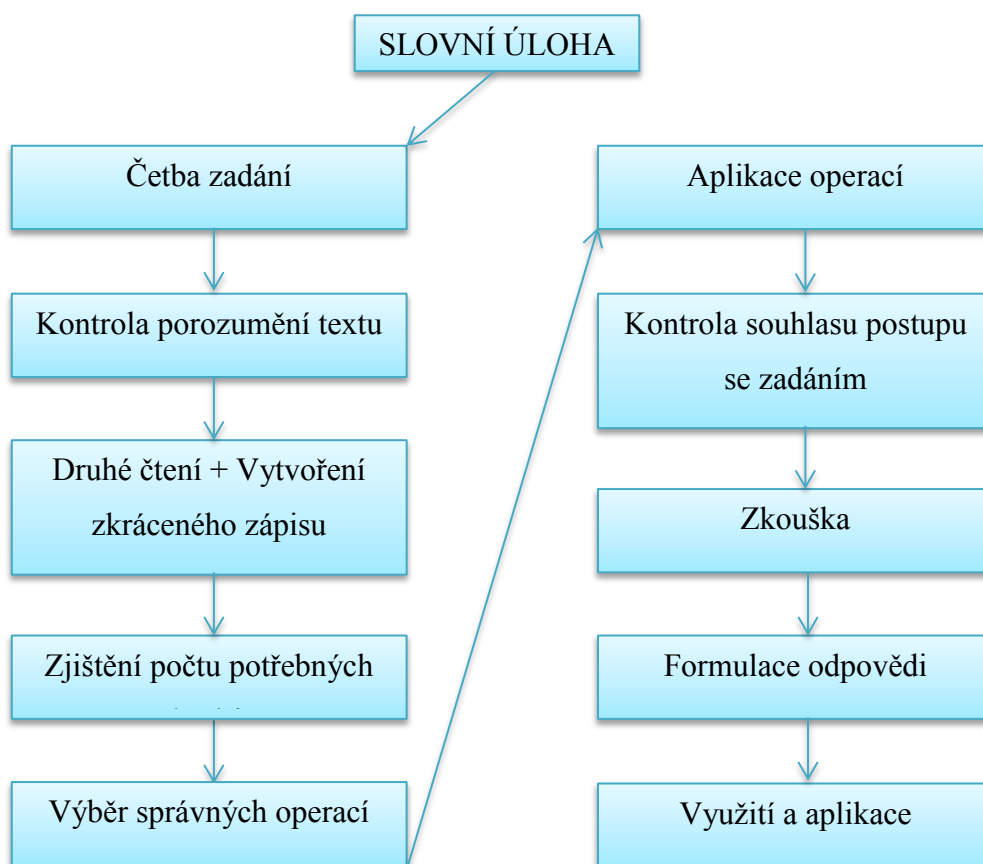 SLOVNÍ ÚLOHA
Četba zadání
Kontrola porozumění textu
Druhé čtení + Vytvoření
zkráceného zápisu
Zjištění počtu potřebných
Výběr správných operací
Aplikace operací
Kontrola souhlasu postupu
se zadáním
Zkouška
Formulace odpovědi
Využití a aplikace